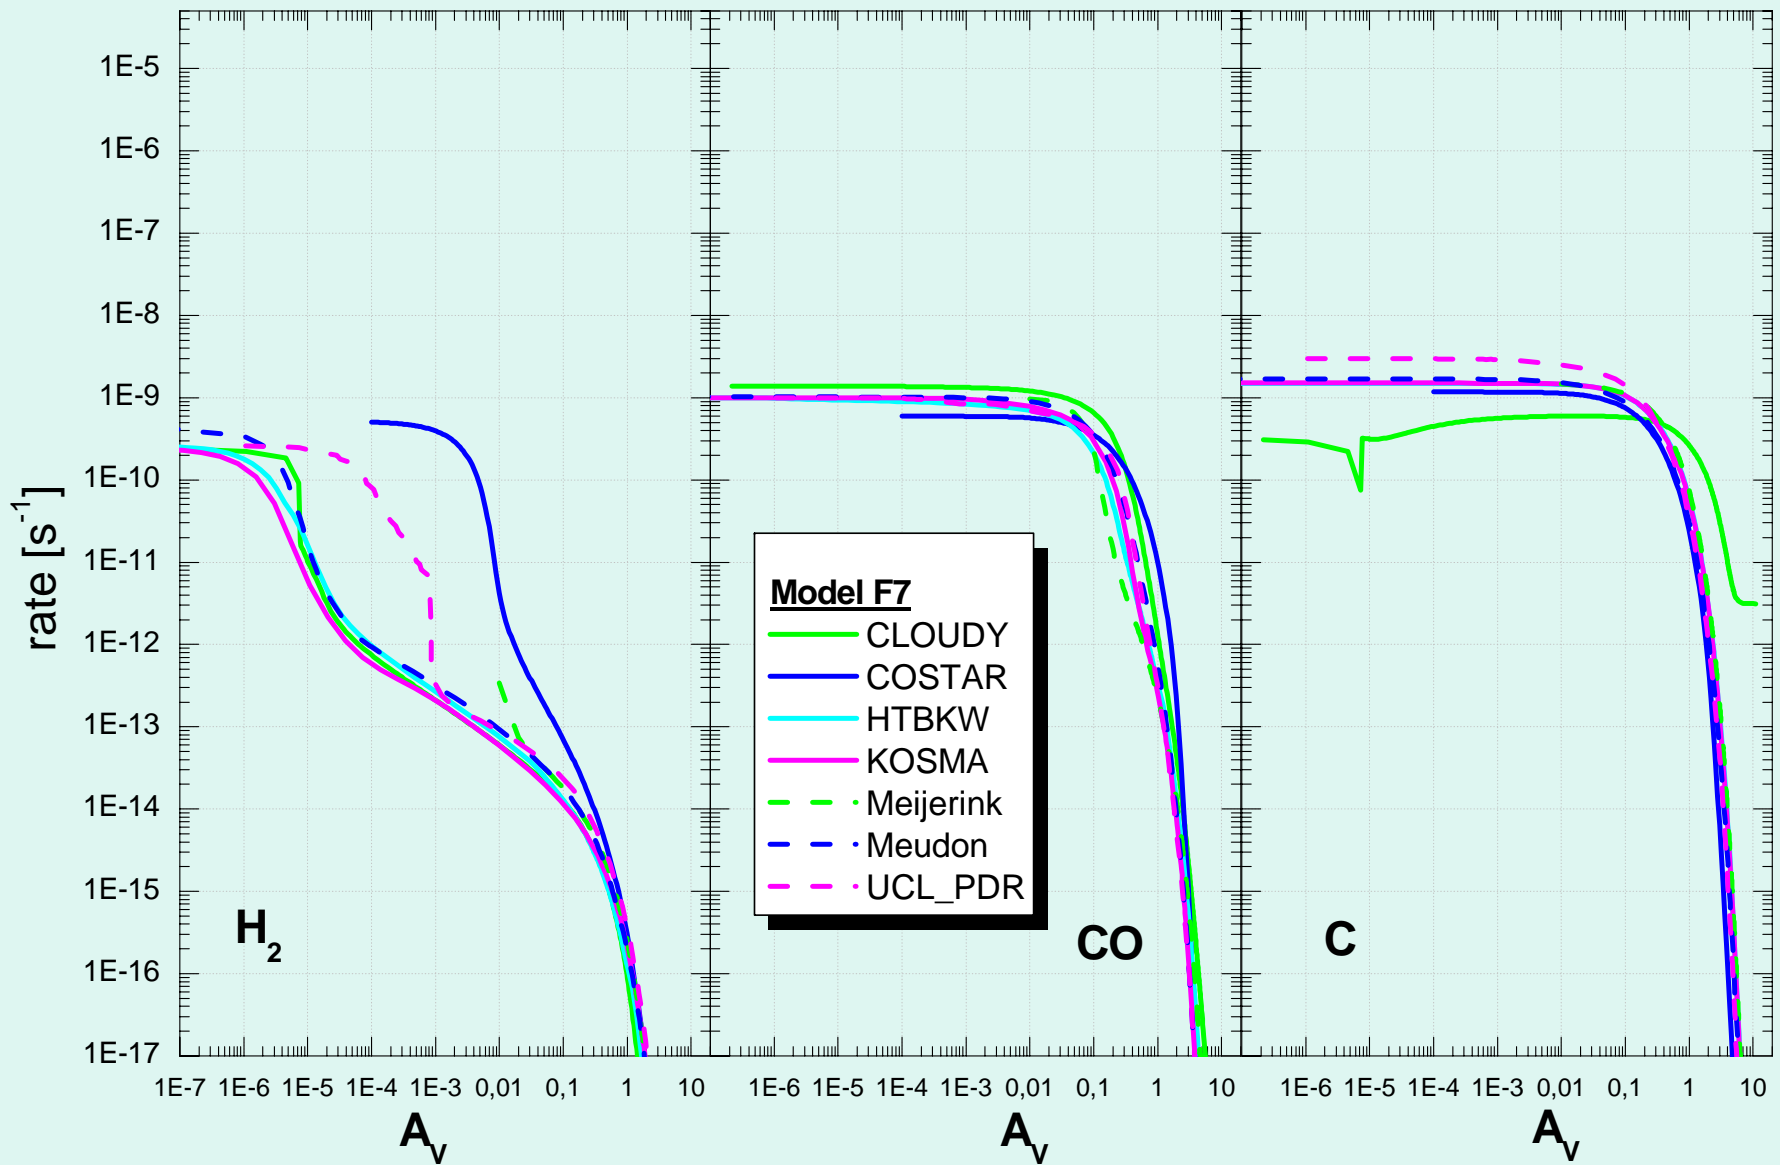 1E-5
1E-6
1E-7
1E-8
1E-9
1E-10
1E-11
1E-12
1E-13
1E-14
1E-15
1E-16
1E-17
rate [s⁻¹]
Model F7
CLOUDY
COSTAR
HTBKW
KOSMA
Meijerink
Meudon
UCL_PDR
H₂
CO
C
1E-7 1E-6 1E-5 1E-4 1E-3 0,01 0,1 1 10
1E-6 1E-5 1E-4 1E-3 0,01 0,1 1 10
1E-6 1E-5 1E-4 1E-3 0,01 0,1 1 10
A_V
A_V
A_V